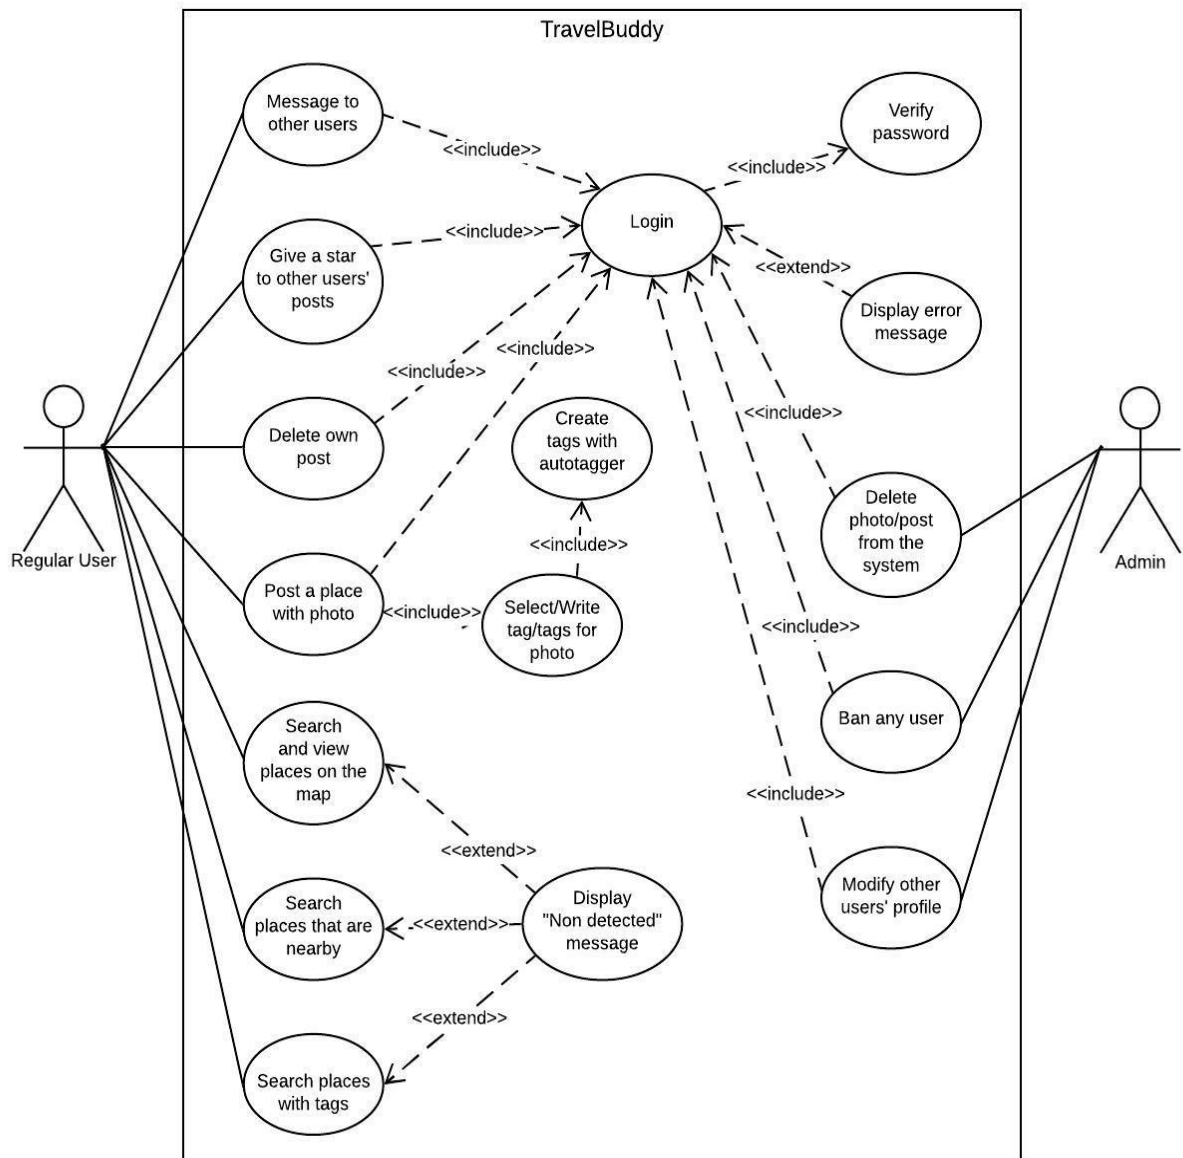 TravelBuddy
Message to
other users
<<include>>
Verify
password
<<include>>
Login
Give a star
to other users'
posts
<<include>>
<<extend>>
Display error
message
<<include>>
<<include>>
Delete own
post
Create
tags with
autotagger
<<include>>
Regular User
Admin
Delete
photo/post
from the
system
<<include>>
Post a place
with photo
<<include>>
Select/Write
tag/tags for
photo
<<include>>
Search
and view
places on the
map
Ban any user
<<include>>
<<extend>>
Search
places that are
nearby
<<extend>>
Display
"Non detected"
message
Modify other
users' profile
<<extend>>
Search places
with tags